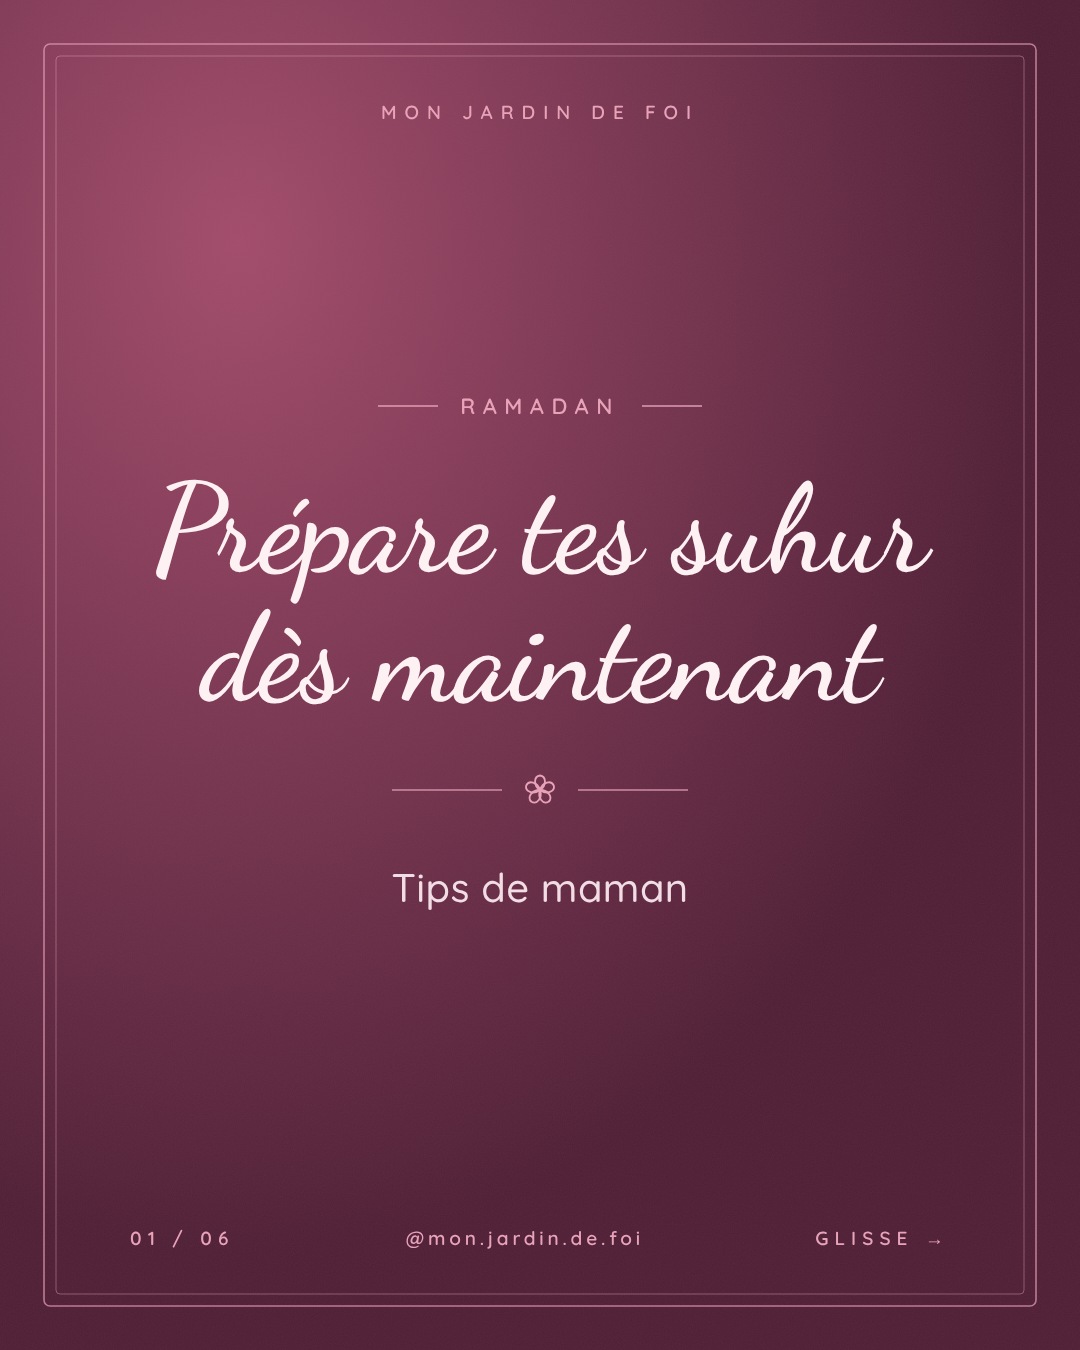 MON JARDIN DE FOI
RAMADAN
Prépare tes suhur
dès maintenant
Tips de maman
01 / 06
@mon.jardin.de.foi
GLISSE →